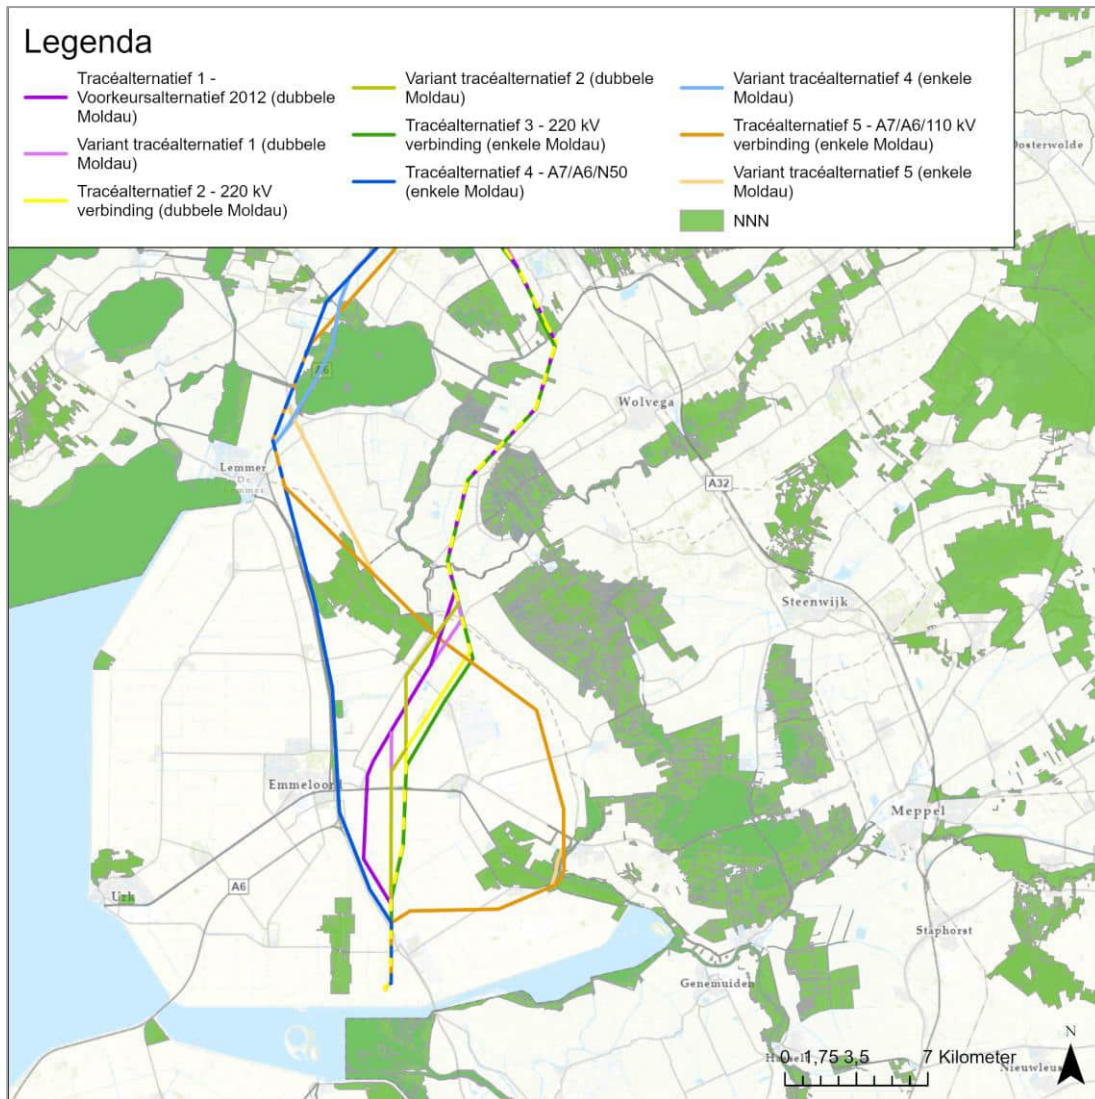 Legenda
Tracéalternatief 1 -
Voorkeursalternatief 2012 (dubbele
Moldau)
Variant tracéalternatief 1 (dubbele
Moldau)
Tracéalternatief 2 - 220 kV
verbinding (dubbele Moldau)
Variant tracéalternatief 2 (dubbele
Moldau)
Tracéalternatief 3 - 220 kV
verbinding (enkele Moldau)
Tracéalternatief 4 - A7/A6/N50
(enkele Moldau)
Variant tracéalternatief 4 (enkele
Moldau)
Tracéalternatief 5 - A7/A6/110 kV
verbinding (enkele Moldau)
Variant tracéalternatief 5 (enkele
Moldau)
NNN
Oosterwolde
A6
Wolvega
Lemmer
De
A32
Steenwijk
Emmeloord
Meppel
A6
Urk
Staphorst
Genemuiden
N
0 1,75 3,5 7 Kilometer